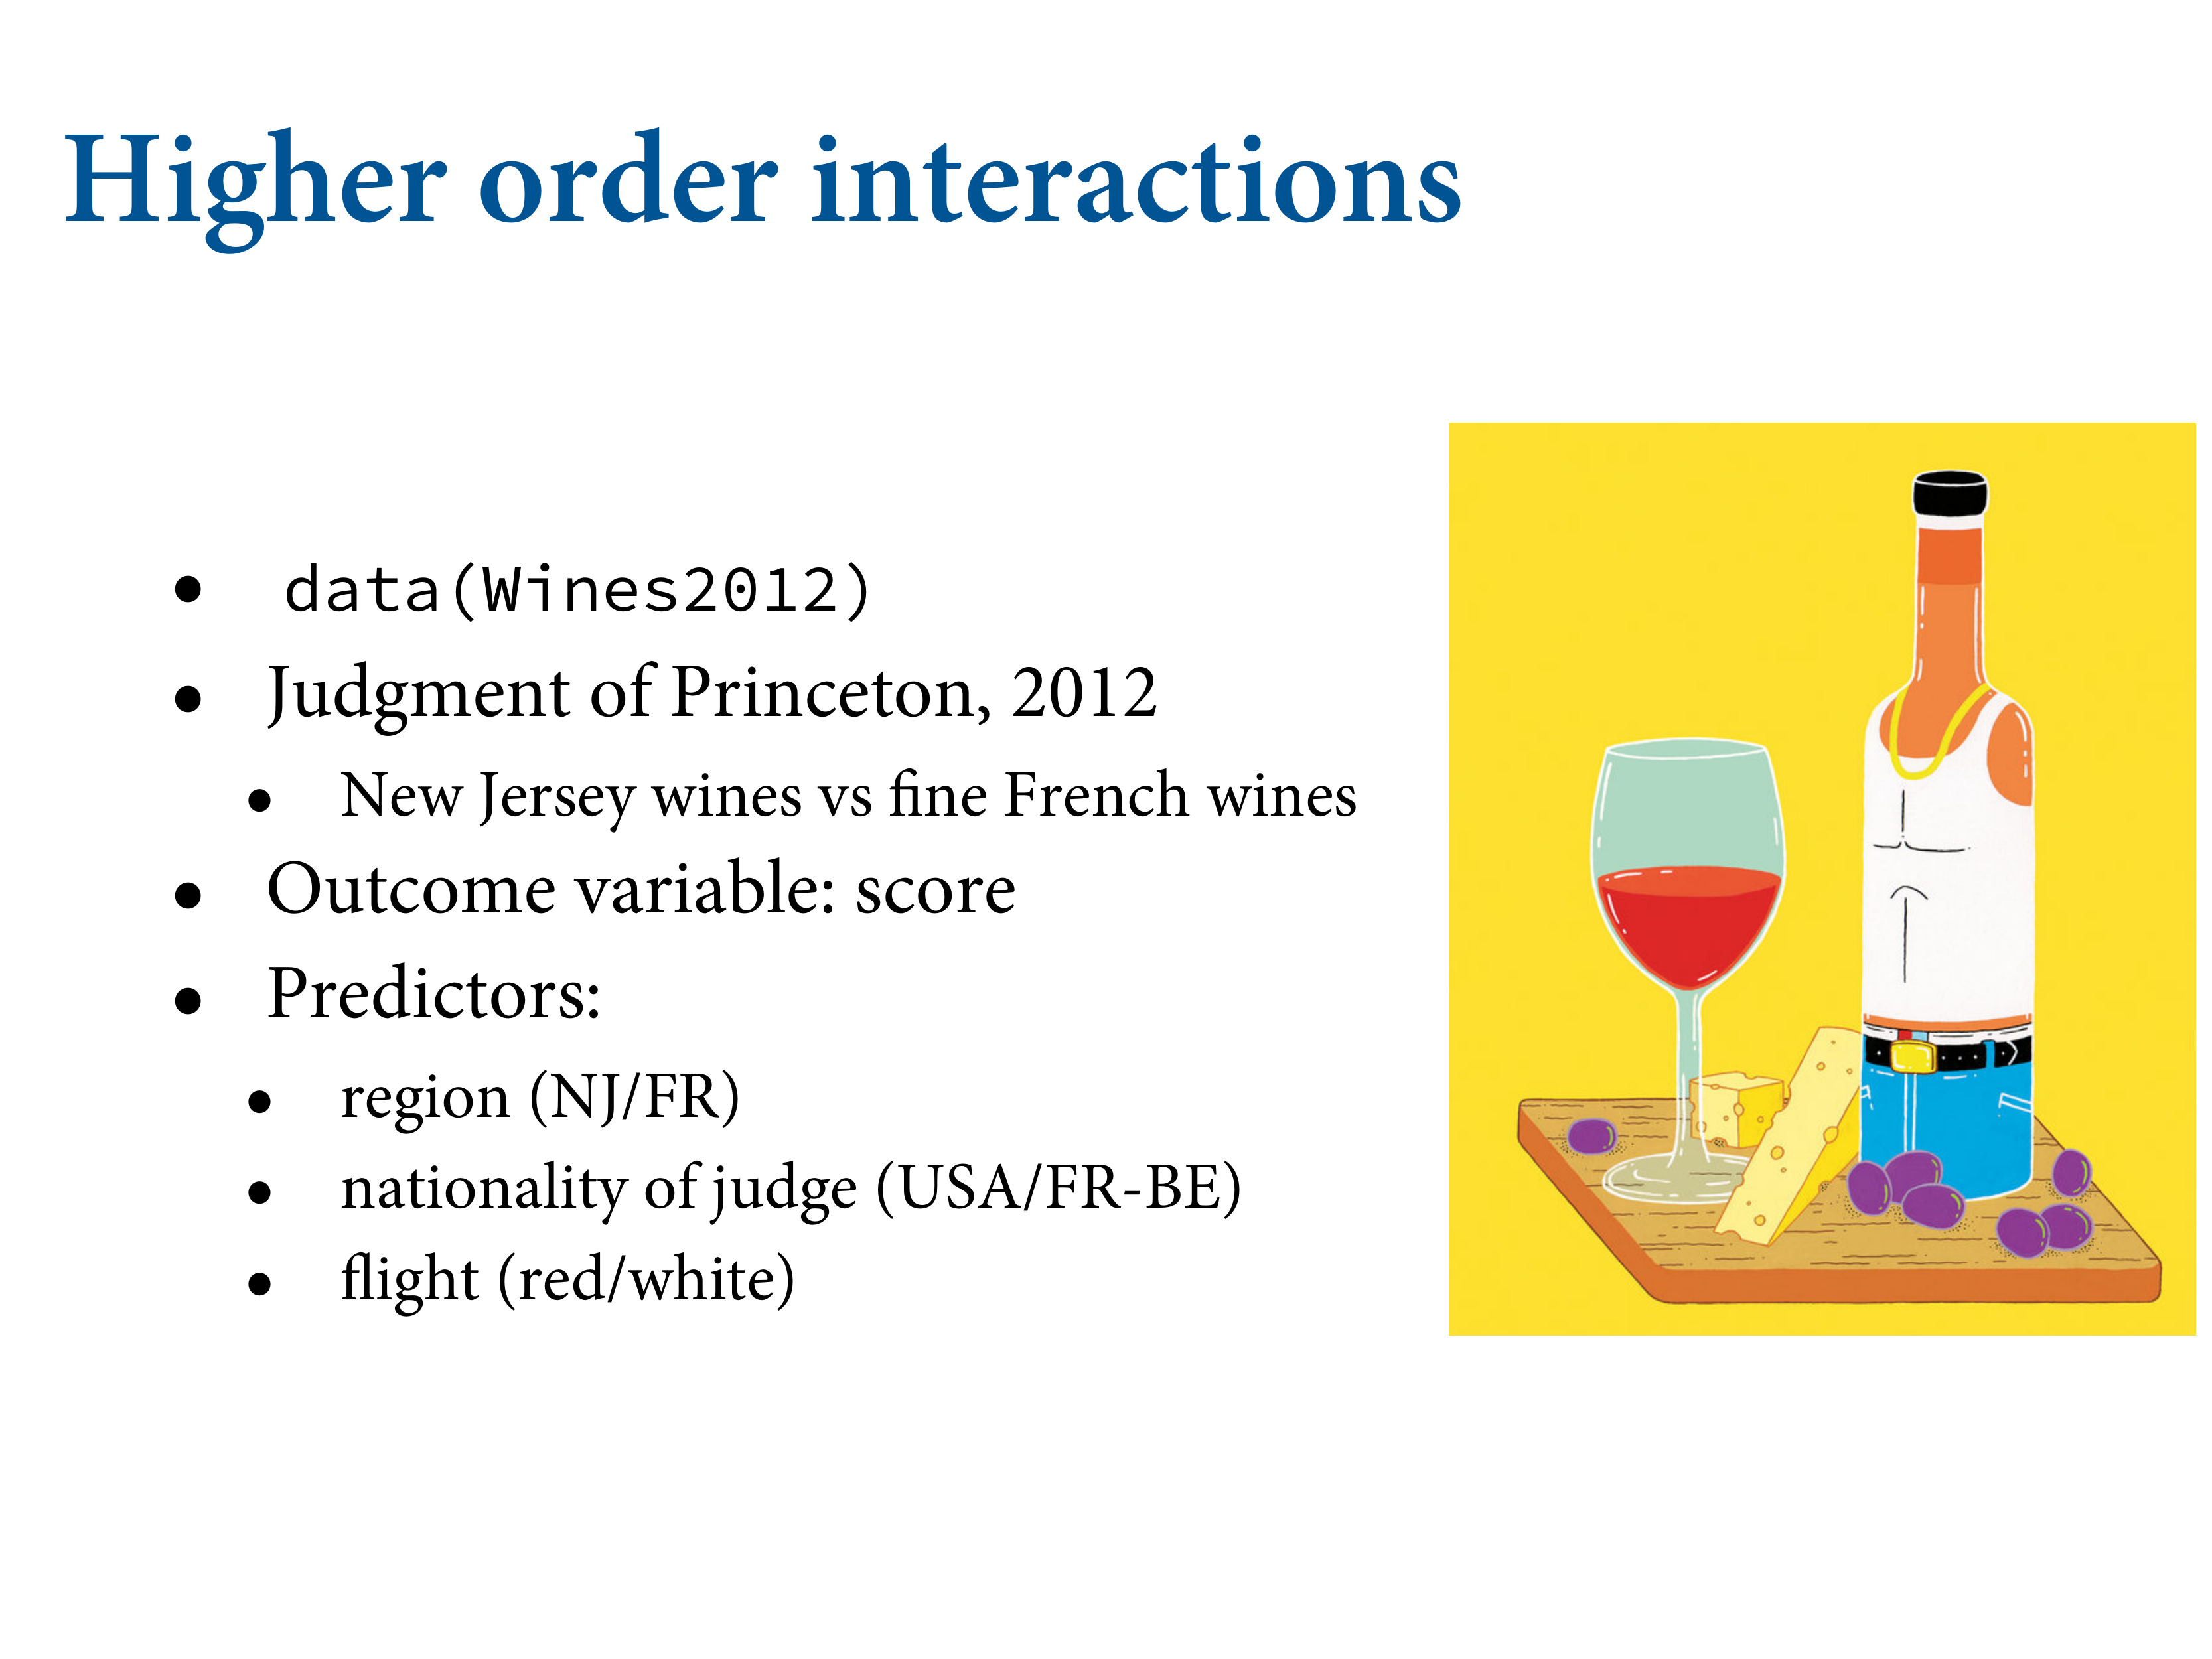 Higher order interactions
• data(Wines2012)
• Judgment of Princeton, 2012
• New Jersey wines vs fine French wines
• Outcome variable: score
• Predictors:
• region (NJ/FR)
• nationality of judge (USA/FR-BE)
• flight (red/white)